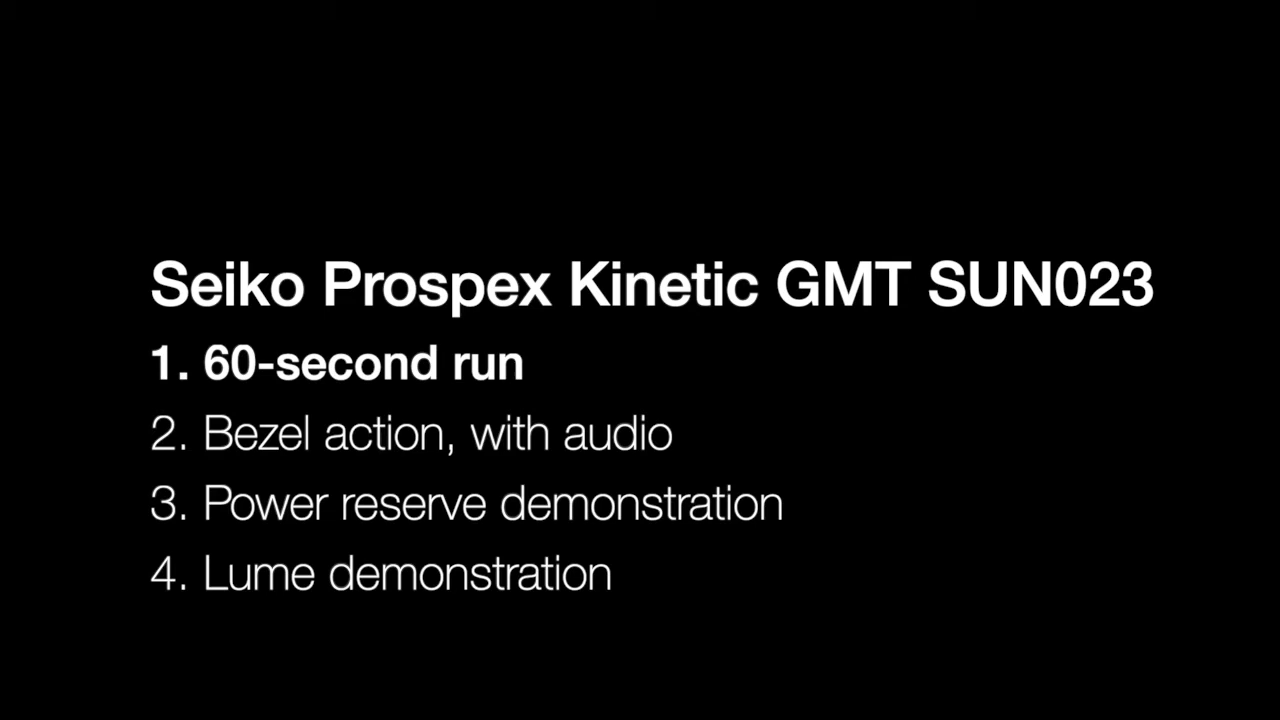 Seiko Prospex Kinetic GMT SUN023
1. 60-second run
2. Bezel action, with audio
3. Power reserve demonstration
4. Lume demonstration